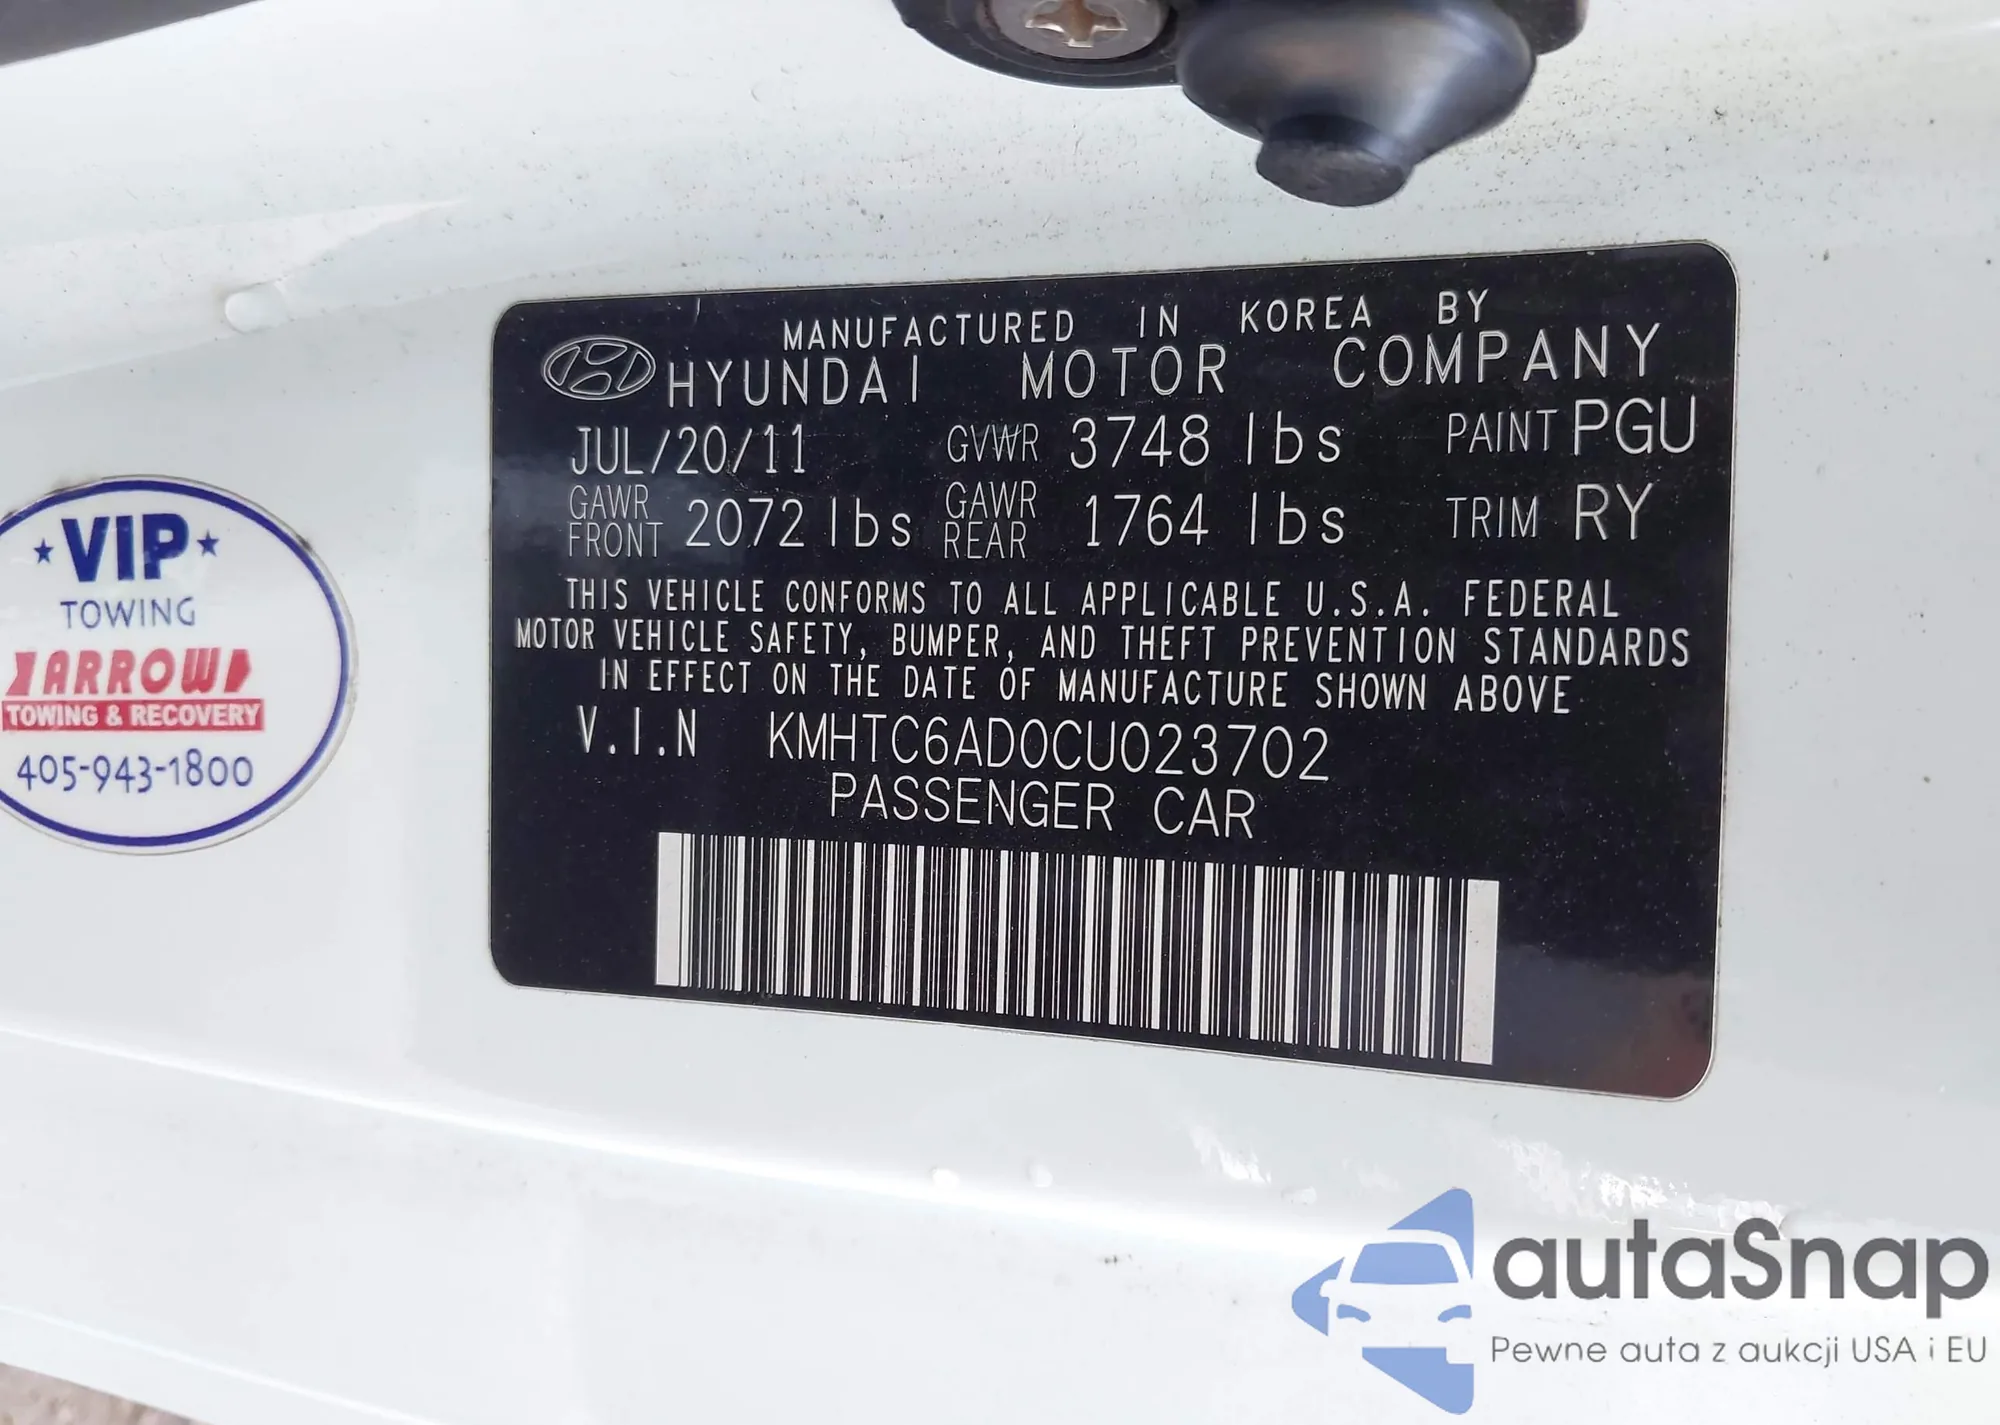 MANUFACTURED IN KOREA BY
HYUNDAI MOTOR COMPANY
JUL/20/11 GVWR 3748 lbs PAINT PGU
GAWR FRONT 2072 lbs GAWR REAR 1764 lbs TRIM RY
THIS VEHICLE CONFORMS TO ALL APPLICABLE U.S.A. FEDERAL
MOTOR VEHICLE SAFETY, BUMPER, AND THEFT PREVENTION STANDARDS
IN EFFECT ON THE DATE OF MANUFACTURE SHOWN ABOVE
V.I.N KMHTC6AD0CU023702
PASSENGER CAR
VIP
TOWING
ARROW
TOWING & RECOVERY
405-943-1800
autaSnap
Pewne auta z aukcji USA i EU